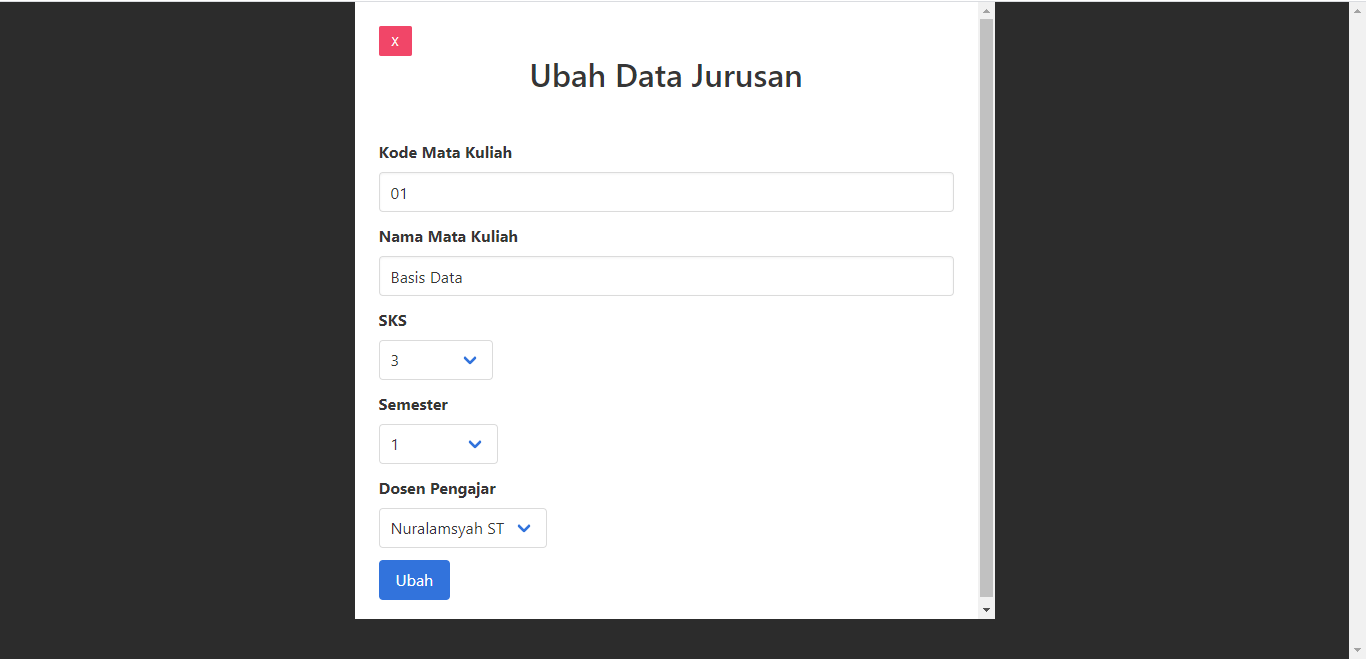 X
Ubah Data Jurusan
Kode Mata Kuliah
01
Nama Mata Kuliah
Basis Data
SKS
3
Semester
1
Dosen Pengajar
Nuralamsyah ST
Ubah